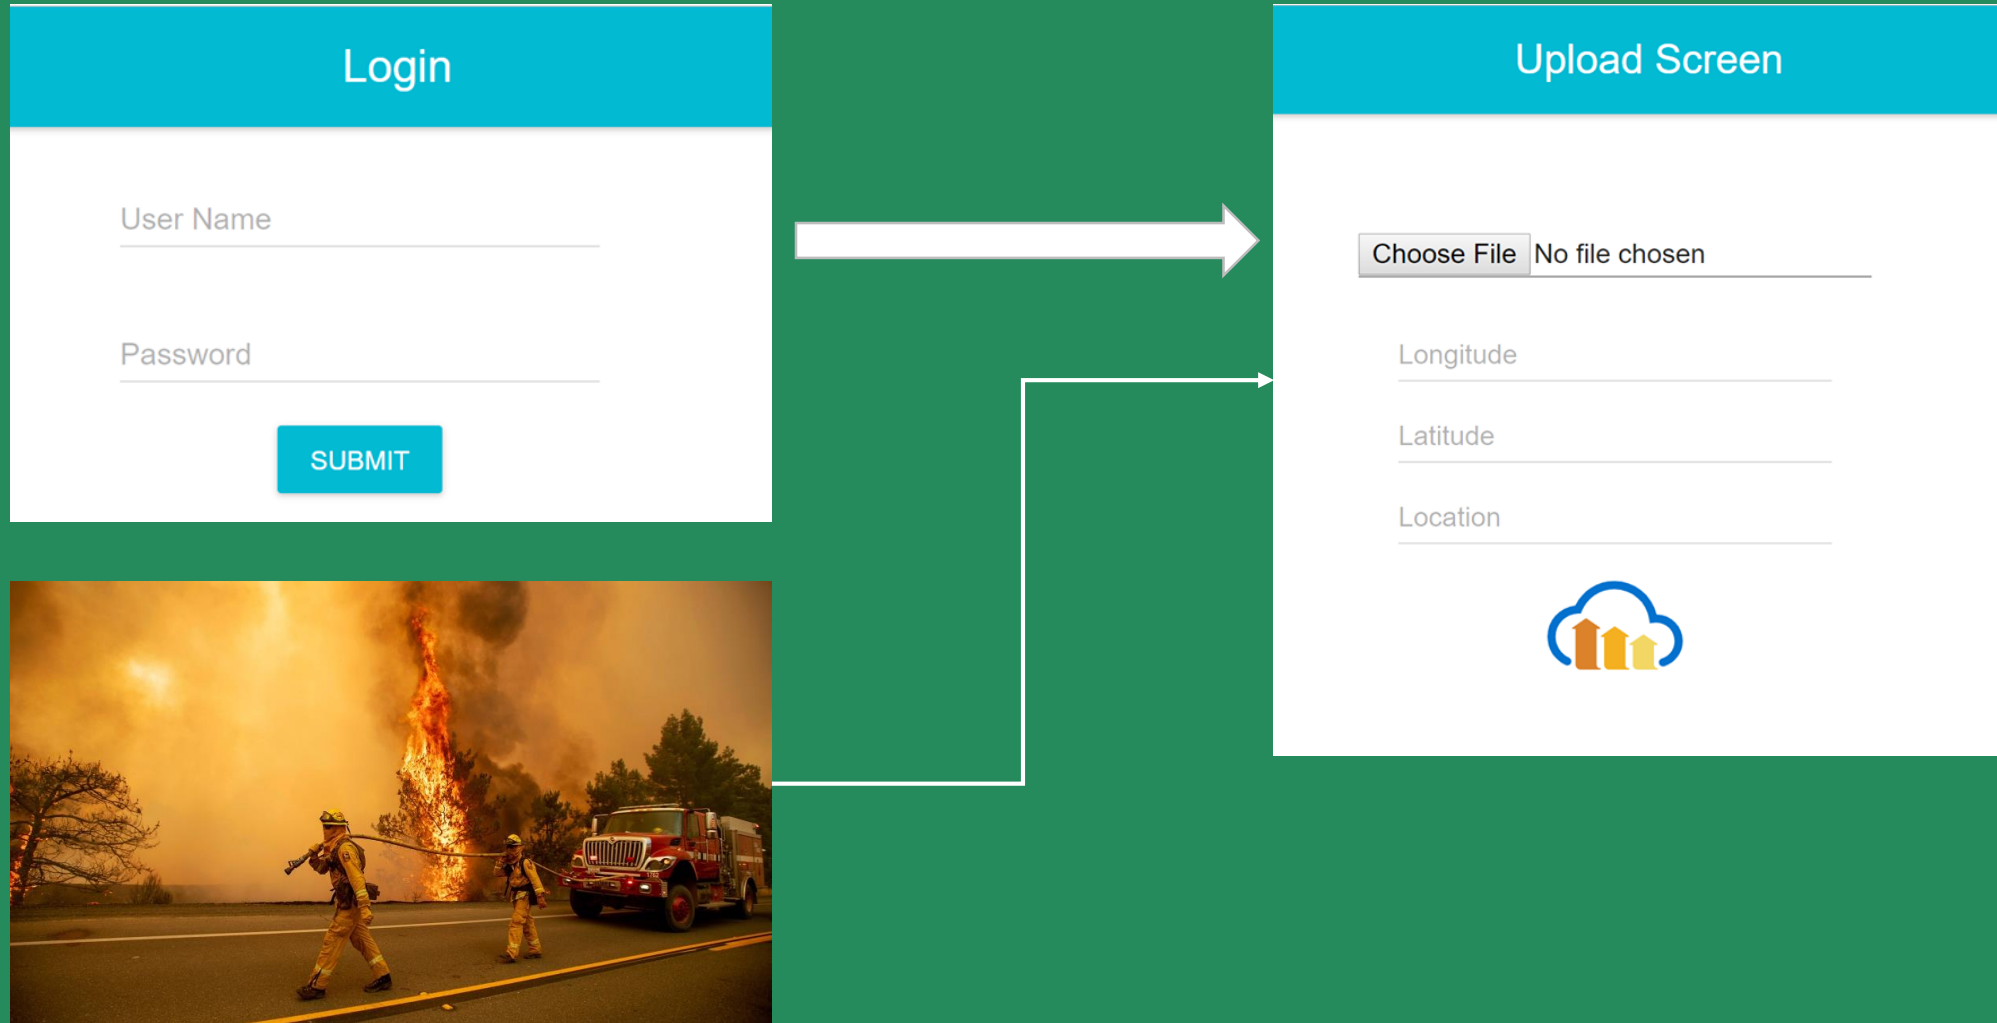 Login
User Name
Password
SUBMIT
Upload Screen
Choose File No file chosen
Longitude
Latitude
Location